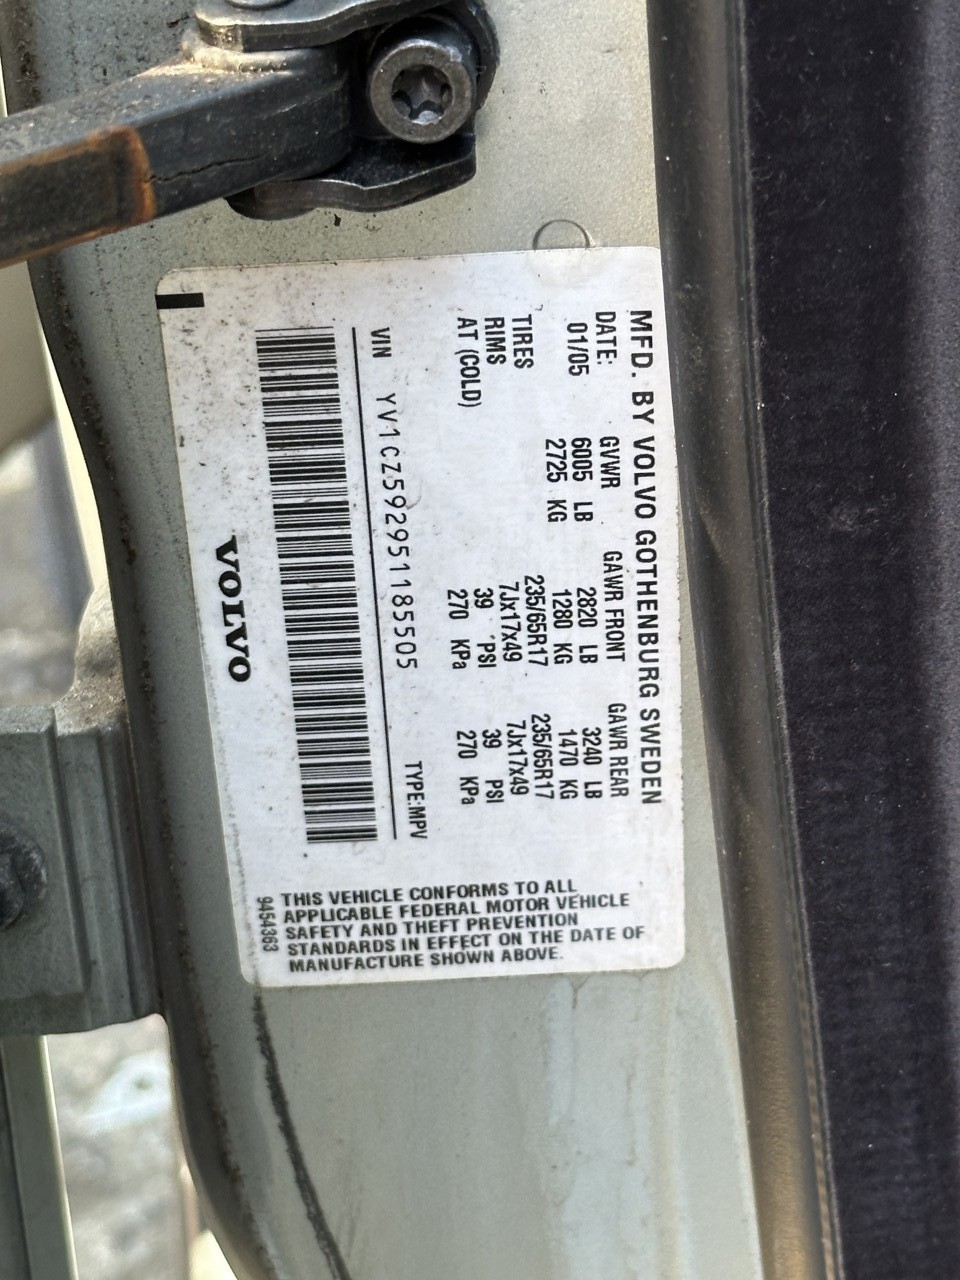 MFD. BY VOLVO GOTHENBURG SWEDEN
DATE: GVWR GAWR FRONT GAWR REAR
01/05 6005 LB 2820 LB 3240 LB
2725 KG 1280 KG 1470 KG
TIRES 235/65R17 235/65R17
RIMS 7Jx17x49 7Jx17x49
AT (COLD) 39 PSI 39 PSI
270 KPa 270 KPa
VIN YV1CZ592951185505 TYPE:MPV
VOLVO
THIS VEHICLE CONFORMS TO ALL
APPLICABLE FEDERAL MOTOR VEHICLE
SAFETY AND THEFT PREVENTION
STANDARDS IN EFFECT ON THE DATE OF
MANUFACTURE SHOWN ABOVE.
9454363